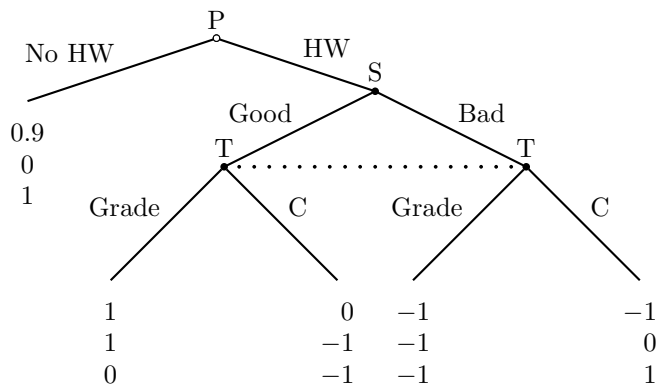 P
No HW HW
S
Good Bad
0.9
T T
0
1
Grade C Grade C
1 0 −1 −1
1 −1 −1 0
0 −1 −1 1